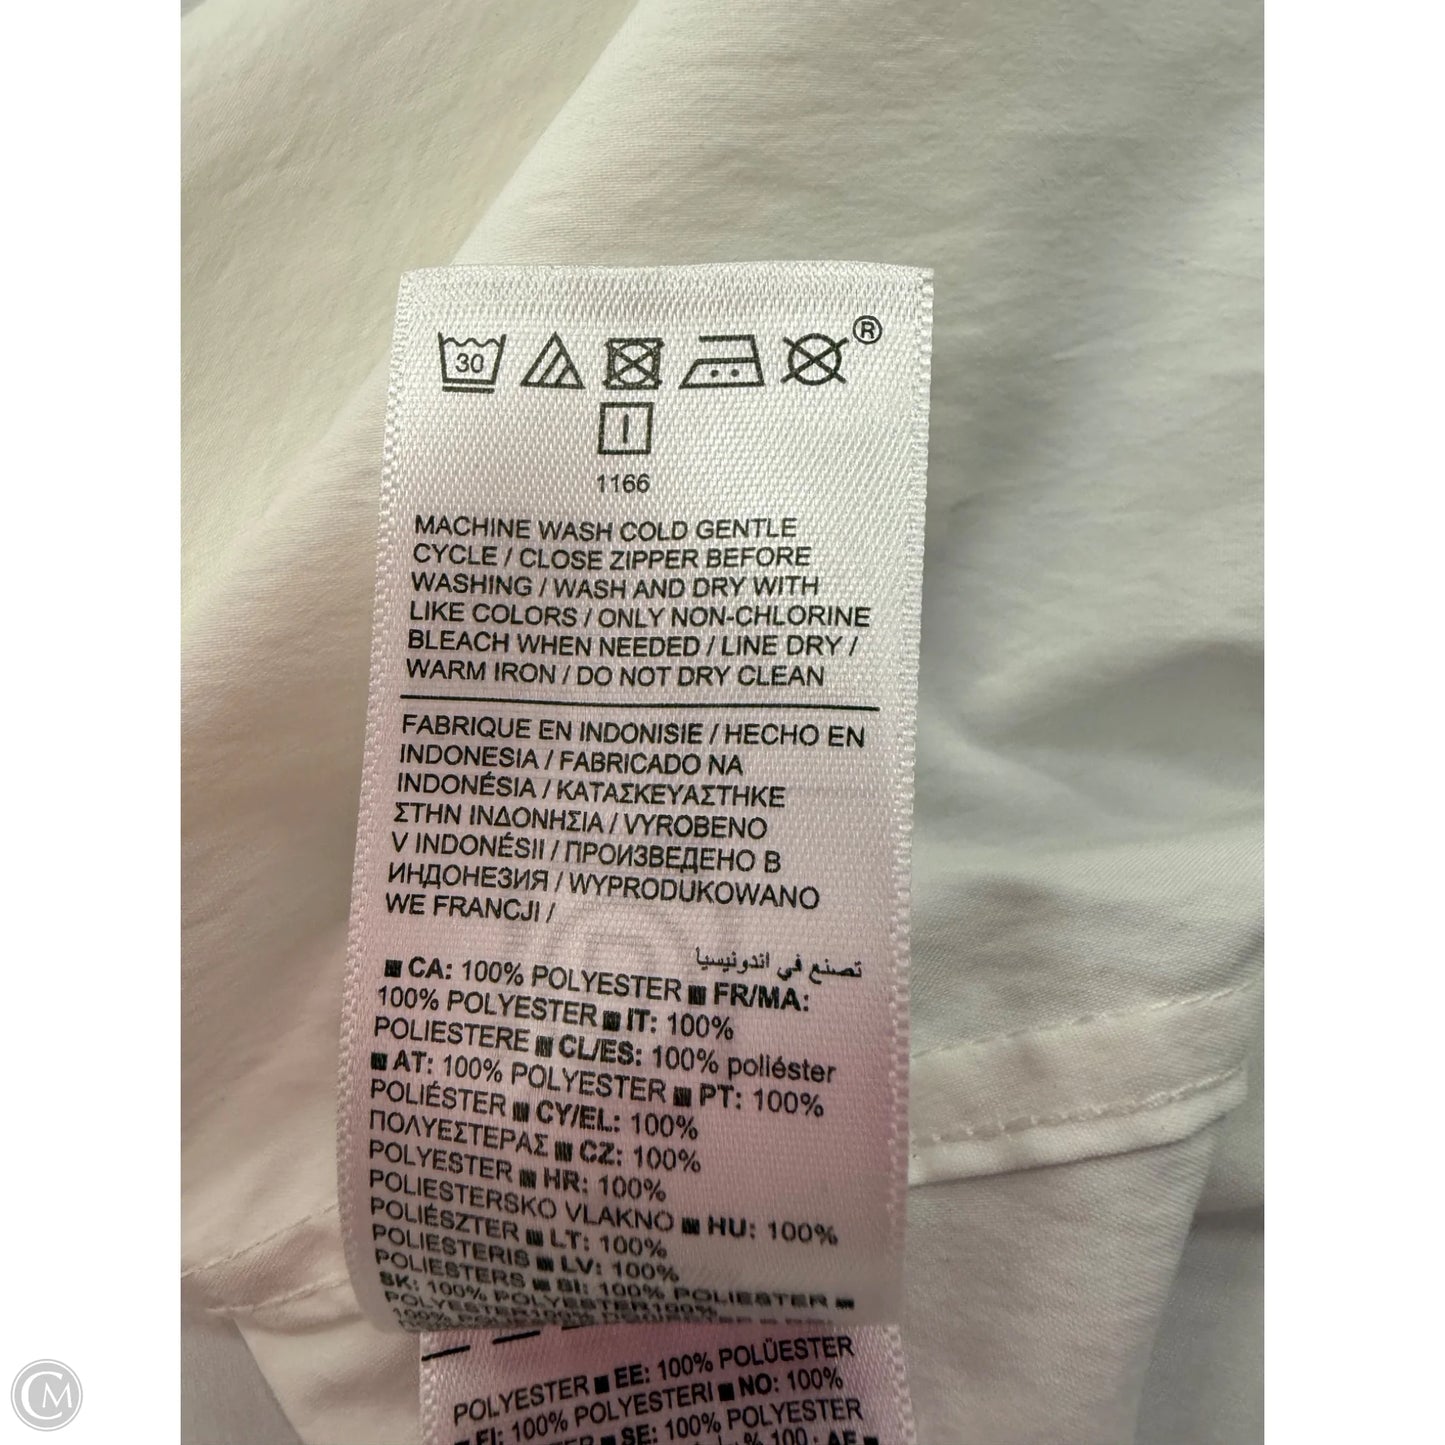 30
®
1166
MACHINE WASH COLD GENTLE
CYCLE / CLOSE ZIPPER BEFORE
WASHING / WASH AND DRY WITH
LIKE COLORS / ONLY NON-CHLORINE
BLEACH WHEN NEEDED / LINE DRY /
WARM IRON / DO NOT DRY CLEAN
FABRIQUE EN INDONISIE / HECHO EN
INDONESIA / FABRICADO NA
INDONÉSIA / ΚΑΤΑΣΚΕΥΑΣΤΗΚΕ
ΣΤΗΝ ΙΝΔΟΝΗΣΙΑ / VYROBENO
V INDONÉSII / ПРОИЗВЕДЕНО В
ИНДОНЕЗИЯ / WYPRODUKOWANO
WE FRANCJI /
تصنع في اندونيسيا
■ CA: 100% POLYESTER ■ FR/MA:
100% POLYESTER ■ IT: 100%
POLIESTERE ■ CL/ES: 100% poliéster
■ AT: 100% POLYESTER ■ PT: 100%
POLIÉSTER ■ CY/EL: 100%
ΠΟΛΥΕΣΤΕΡΑΣ ■ CZ: 100%
POLYESTER ■ HR: 100%
POLIESTERSKO VLAKNO ■ HU: 100%
POLIÉSZTER ■ LT: 100%
POLIESTERIS ■ LV: 100%
POLIESTERS ■ SI: 100% POLIESTER ■
SK: 100% POLYESTER100%
POLYESTER100%
POLYESTER ■ EE: 100% POLÜESTER
■ FI: 100% POLYESTERI ■ NO: 100%
■ SE: 100% POLYESTER
% 100 : AE ■
CM